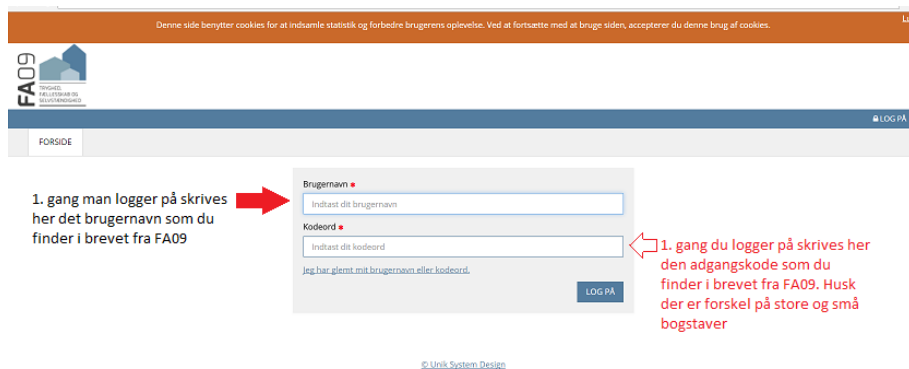 Denne side benytter cookies for at indsamle statistik og forbedre brugerens oplevelse. Ved at fortsætte med at bruge siden, accepterer du denne brug af cookies.
FA09
TRYGHED,
FÆLLESSKAB OG
SELVSTÆNDIGHED
LOG PÅ
FORSIDE
Brugernavn *
Indtast dit brugernavn
Kodeord *
Indtast dit kodeord
Jeg har glemt mit brugernavn eller kodeord.
LOG PÅ
1. gang man logger på skrives
her det brugernavn som du
finder i brevet fra FA09
1. gang du logger på skrives her
den adgangskode som du
finder i brevet fra FA09. Husk
der er forskel på store og små
bogstaver
© Unik System Design